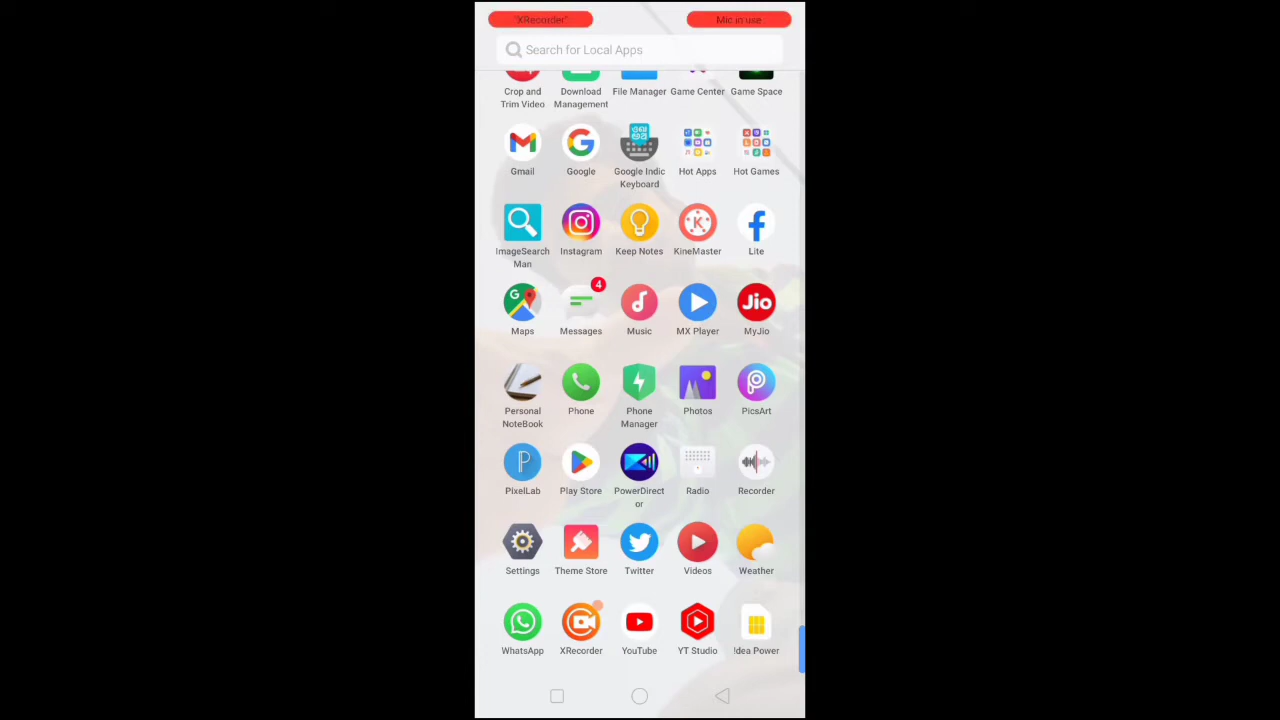 "XRecorder"
Mic in use
Search for Local Apps
Crop and
Trim Video
Download
Management
File Manager
Game Center
Game Space
Gmail
Google
Google Indic
Keyboard
Hot Apps
Hot Games
ImageSearch
Man
Instagram
Keep Notes
KineMaster
Lite
Maps
4
Messages
Music
MX Player
Jio
MyJio
Personal
NoteBook
Phone
Phone
Manager
Photos
PicsArt
PixelLab
Play Store
PowerDirect
or
Radio
Recorder
Settings
Theme Store
Twitter
Videos
Weather
WhatsApp
XRecorder
YouTube
YT Studio
!dea Power